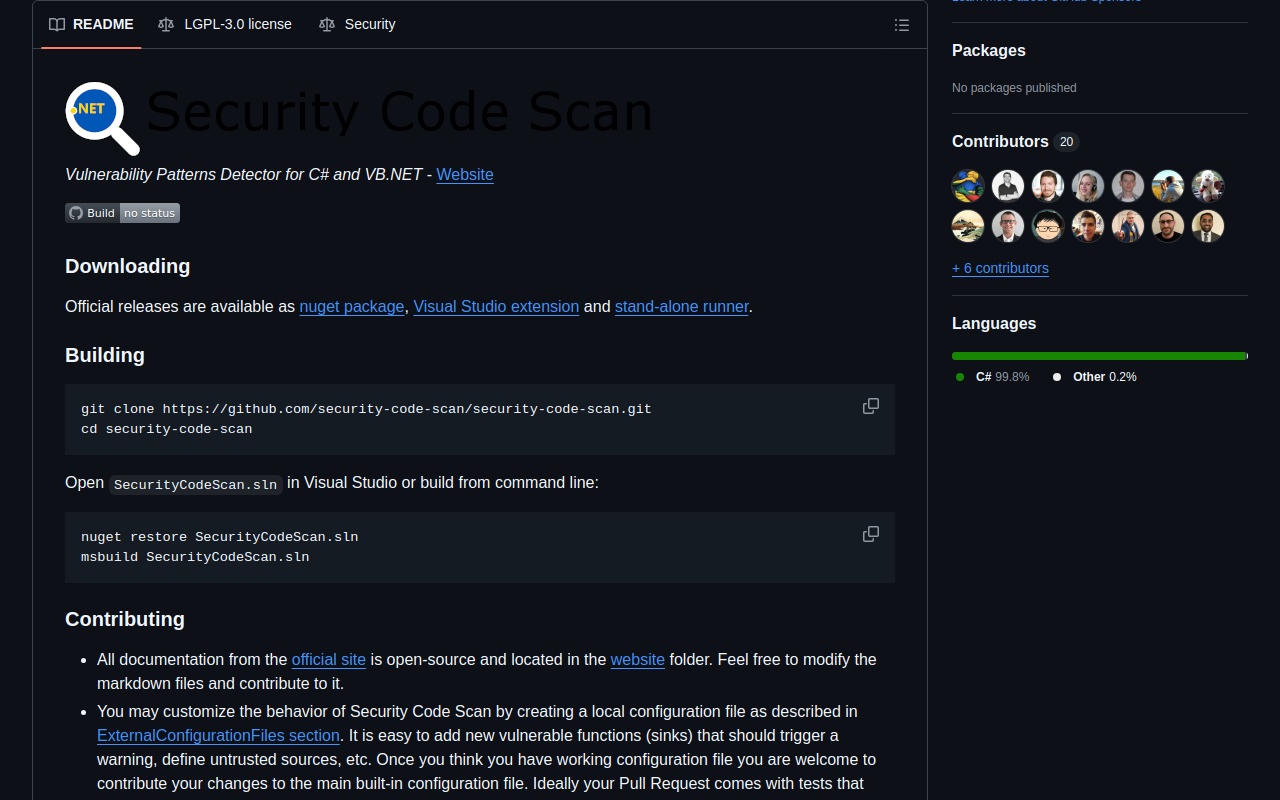 Learn more about GitHub Sponsors
README
LGPL-3.0 license
Security
Packages
No packages published
.NET
Security Code Scan
Contributors 20
Vulnerability Patterns Detector for C# and VB.NET - Website
Build no status
Downloading
+ 6 contributors
Official releases are available as nuget package, Visual Studio extension and stand-alone runner.
Languages
Building
C# 99.8%
Other 0.2%
git clone https://github.com/security-code-scan/security-code-scan.git
cd security-code-scan
Open SecurityCodeScan.sln in Visual Studio or build from command line:
nuget restore SecurityCodeScan.sln
msbuild SecurityCodeScan.sln
Contributing
All documentation from the official site is open-source and located in the website folder. Feel free to modify the
markdown files and contribute to it.
You may customize the behavior of Security Code Scan by creating a local configuration file as described in
ExternalConfigurationFiles section. It is easy to add new vulnerable functions (sinks) that should trigger a
warning, define untrusted sources, etc. Once you think you have working configuration file you are welcome to
contribute your changes to the main built-in configuration file. Ideally your Pull Request comes with tests that